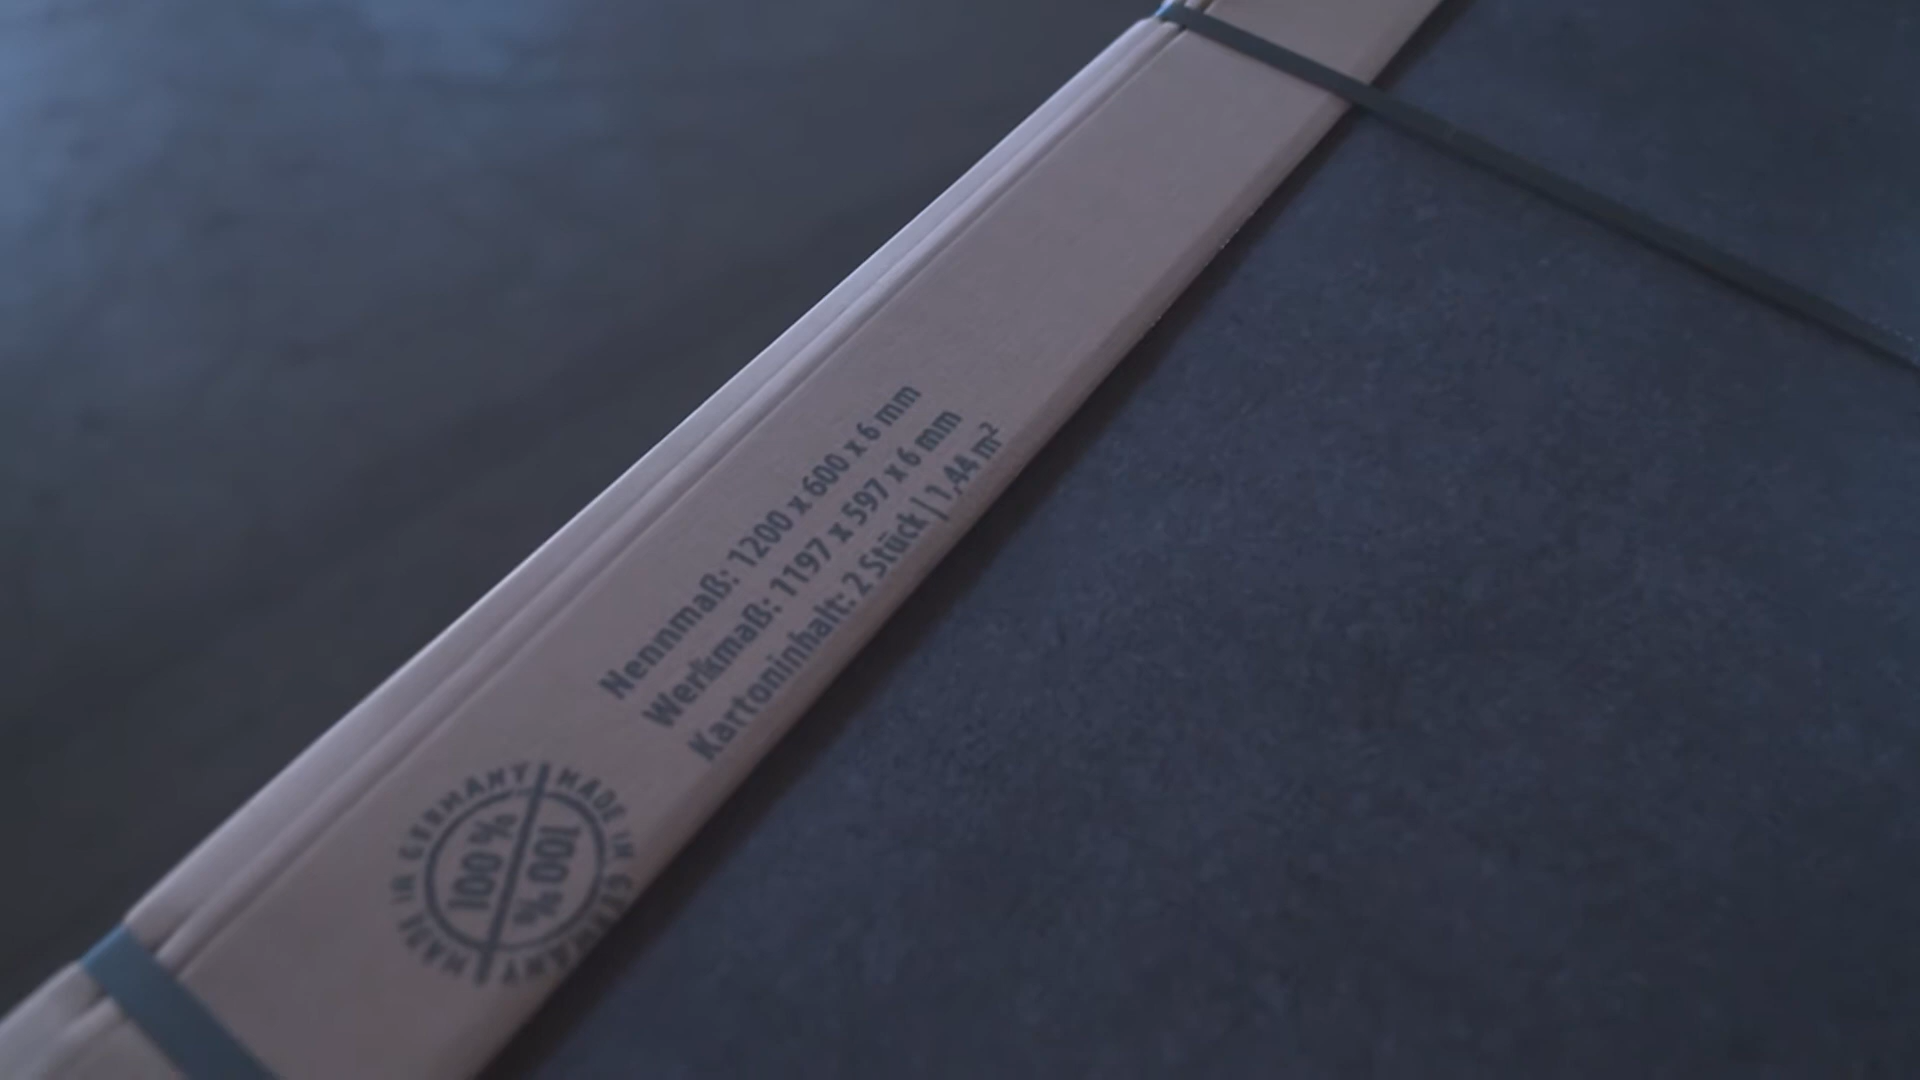 Nennmaß: 1200 x 600 x 6 mm
Werkmaß: 1197 x 597 x 6 mm
Kartoninhalt: 2 Stück | 1,44 m²
MADE IN GERMANY | MADE IN GERMANY
100 %
100 %